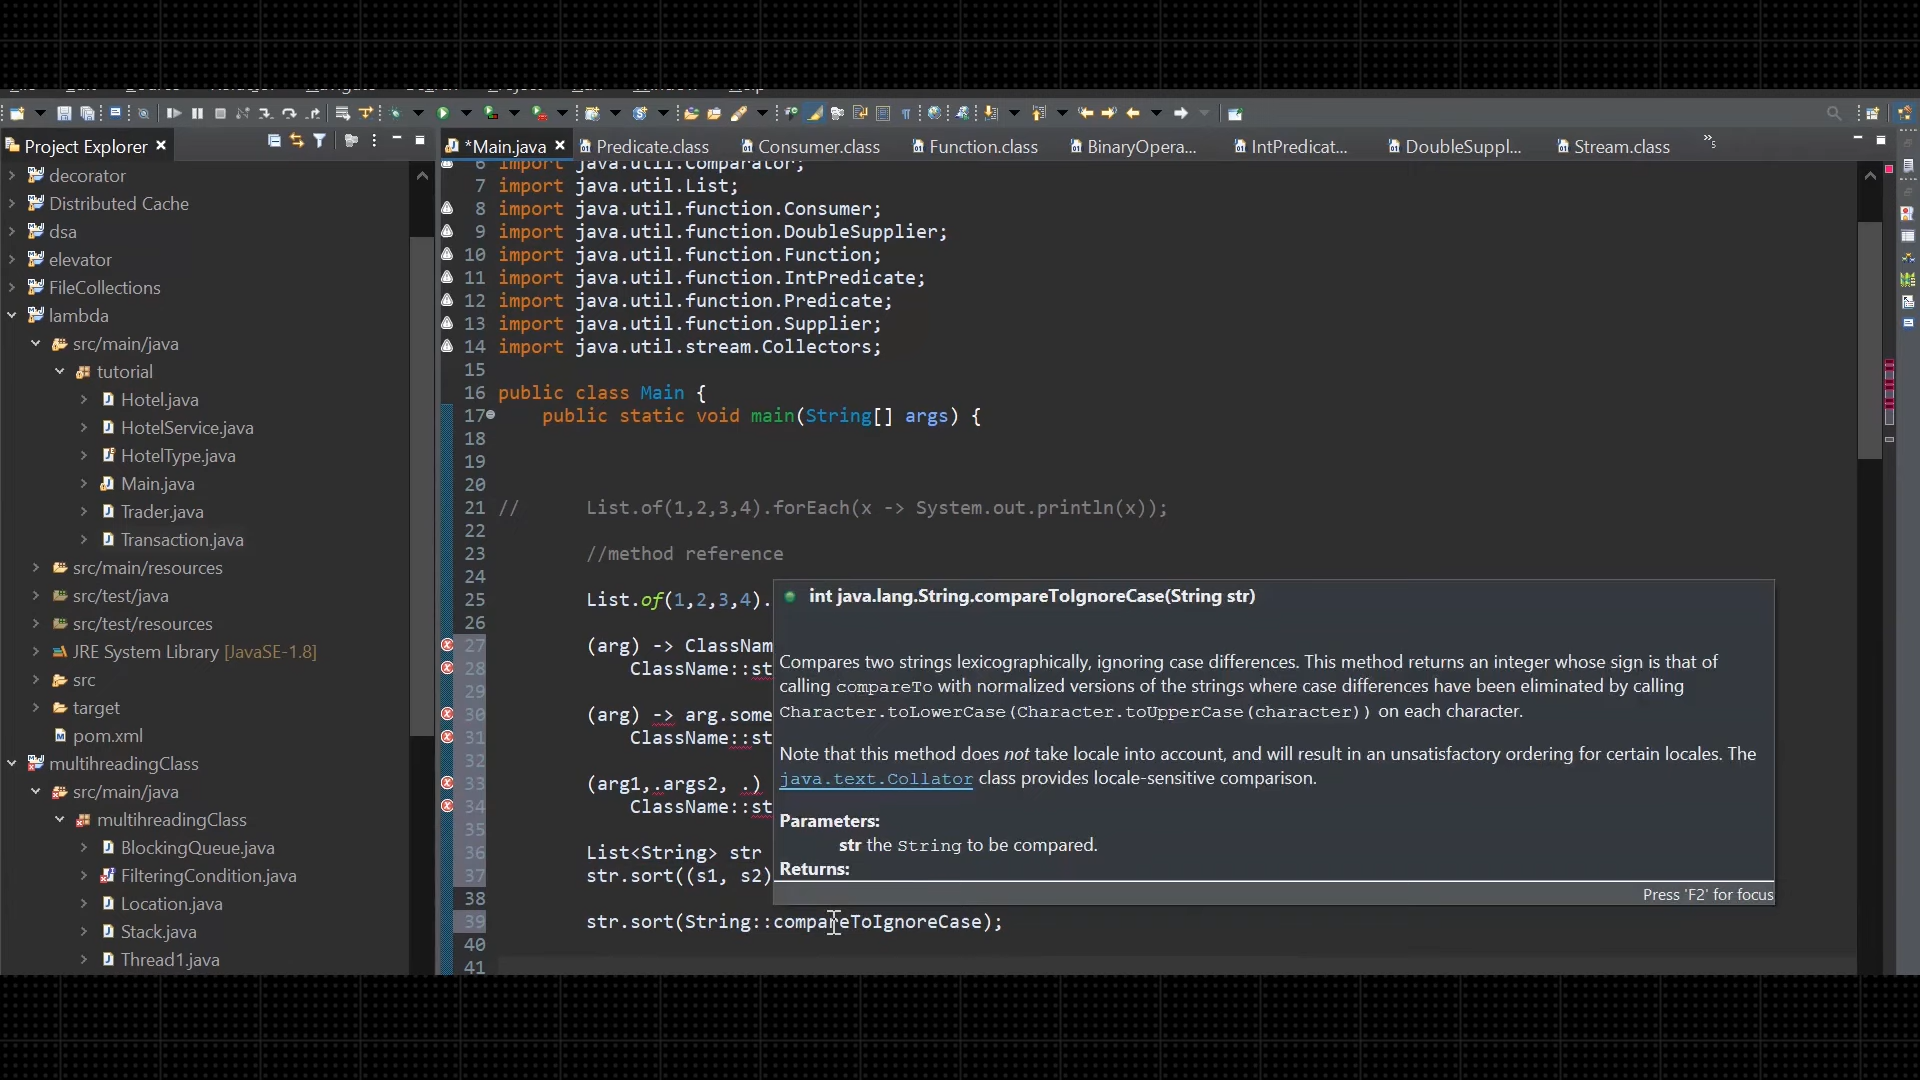 Project Explorer
*Main.java
Predicate.class
Consumer.class
Function.class
BinaryOpera...
IntPredicat...
DoubleSuppl...
Stream.class
»5
decorator
Distributed Cache
dsa
elevator
FileCollections
lambda
src/main/java
tutorial
Hotel.java
HotelService.java
HotelType.java
Main.java
Trader.java
Transaction.java
src/main/resources
src/test/java
src/test/resources
JRE System Library [JavaSE-1.8]
src
target
pom.xml
multihreadingClass
src/main/java
multihreadingClass
BlockingQueue.java
FilteringCondition.java
Location.java
Stack.java
Thread1.java
6 import java.util.Comparator;
7 import java.util.List;
8 import java.util.function.Consumer;
9 import java.util.function.DoubleSupplier;
10 import java.util.function.Function;
11 import java.util.function.IntPredicate;
12 import java.util.function.Predicate;
13 import java.util.function.Supplier;
14 import java.util.stream.Collectors;
15
16 public class Main {
17 public static void main(String[] args) {
18
19
20
21 // List.of(1,2,3,4).forEach(x -> System.out.println(x));
22
23 //method reference
24
25 List.of(1,2,3,4).
26
27 (arg) -> ClassNam
28 ClassName::st
29
30 (arg) -> arg.some
31 ClassName::st
32
33 (arg1,.args2, .)
34 ClassName::st
35
36 List<String> str
37 str.sort((s1, s2)
38
39 str.sort(String::compareToIgnoreCase);
40
41
int java.lang.String.compareToIgnoreCase(String str)
Compares two strings lexicographically, ignoring case differences. This method returns an integer whose sign is that of
calling compareTo with normalized versions of the strings where case differences have been eliminated by calling
Character.toLowerCase(Character.toUpperCase(character)) on each character.
Note that this method does not take locale into account, and will result in an unsatisfactory ordering for certain locales. The
java.text.Collator class provides locale-sensitive comparison.
Parameters:
str the String to be compared.
Returns:
Press 'F2' for focus